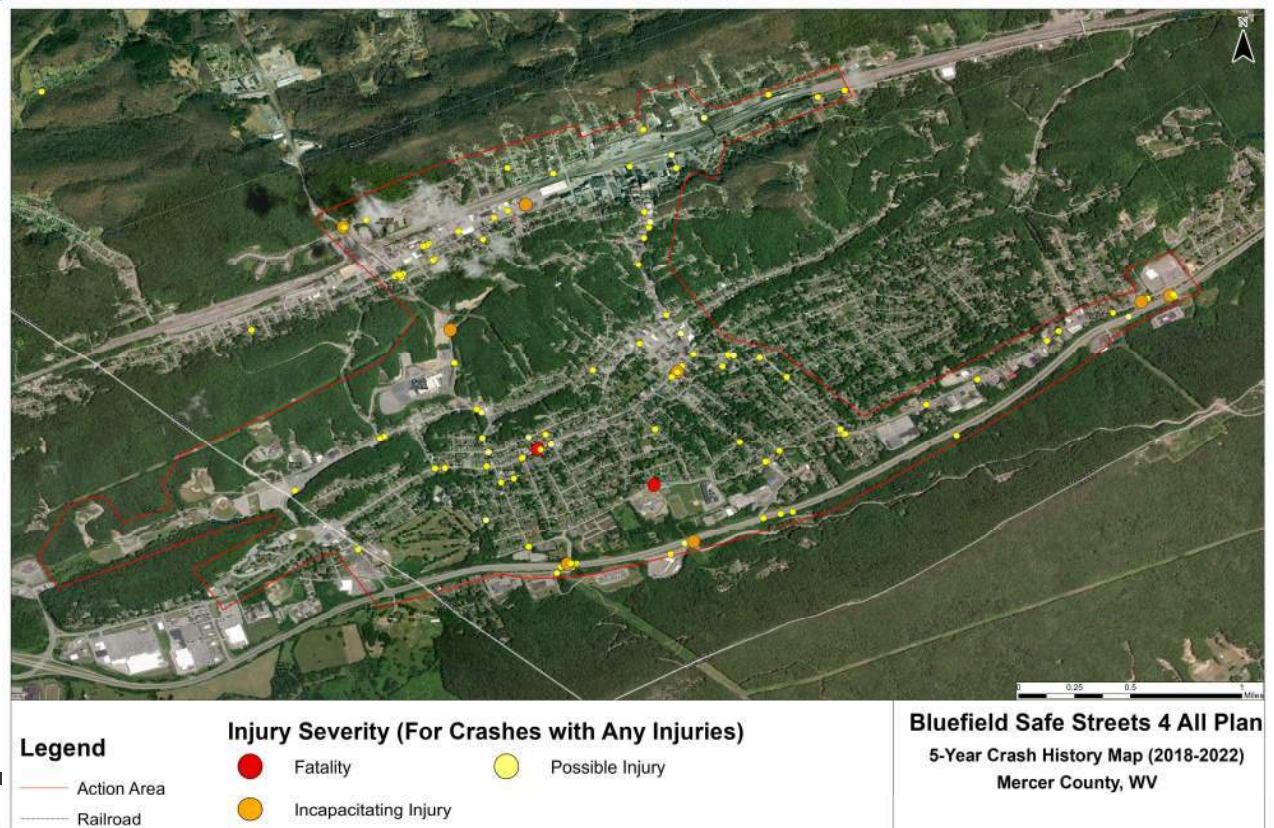 N
0 0.25 0.5 1
Miles
Legend
Action Area
Railroad
Injury Severity (For Crashes with Any Injuries)
Fatality
Possible Injury
Incapacitating Injury
Bluefield Safe Streets 4 All Plan
5-Year Crash History Map (2018-2022)
Mercer County, WV